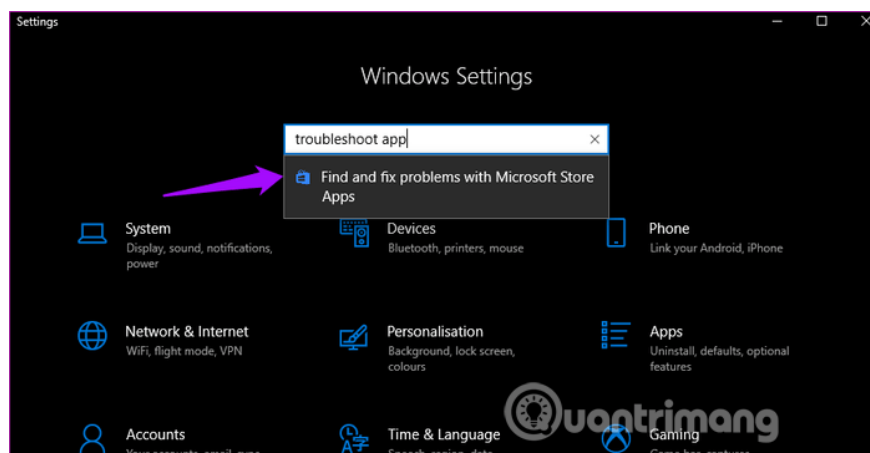 Settings
Windows Settings
troubleshoot app
Find and fix problems with Microsoft Store
Apps
System
Display, sound, notifications,
power
Devices
Bluetooth, printers, mouse
Phone
Link your Android, iPhone
Network & Internet
WiFi, flight mode, VPN
Personalisation
Background, lock screen,
colours
Apps
Uninstall, defaults, optional
features
Accounts
Time & Language
Gaming
Quantrimang